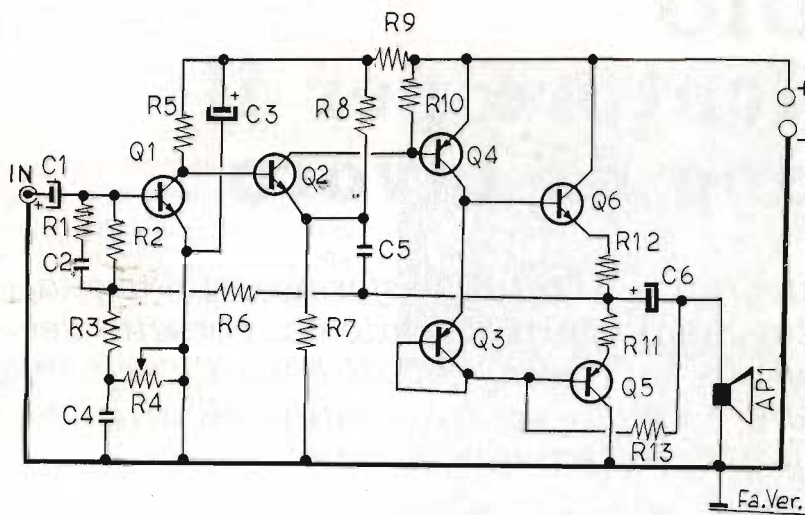 R9
+
R5
C3
R8
R10
+
-
Q1
Q2
Q4
IN
C1
+
Q6
R1
R2
R12
C2
C5
C6
+
R3
R6
R7
Q3
R11
R4
Q5
AP1
C4
R13
Fa.Ver.